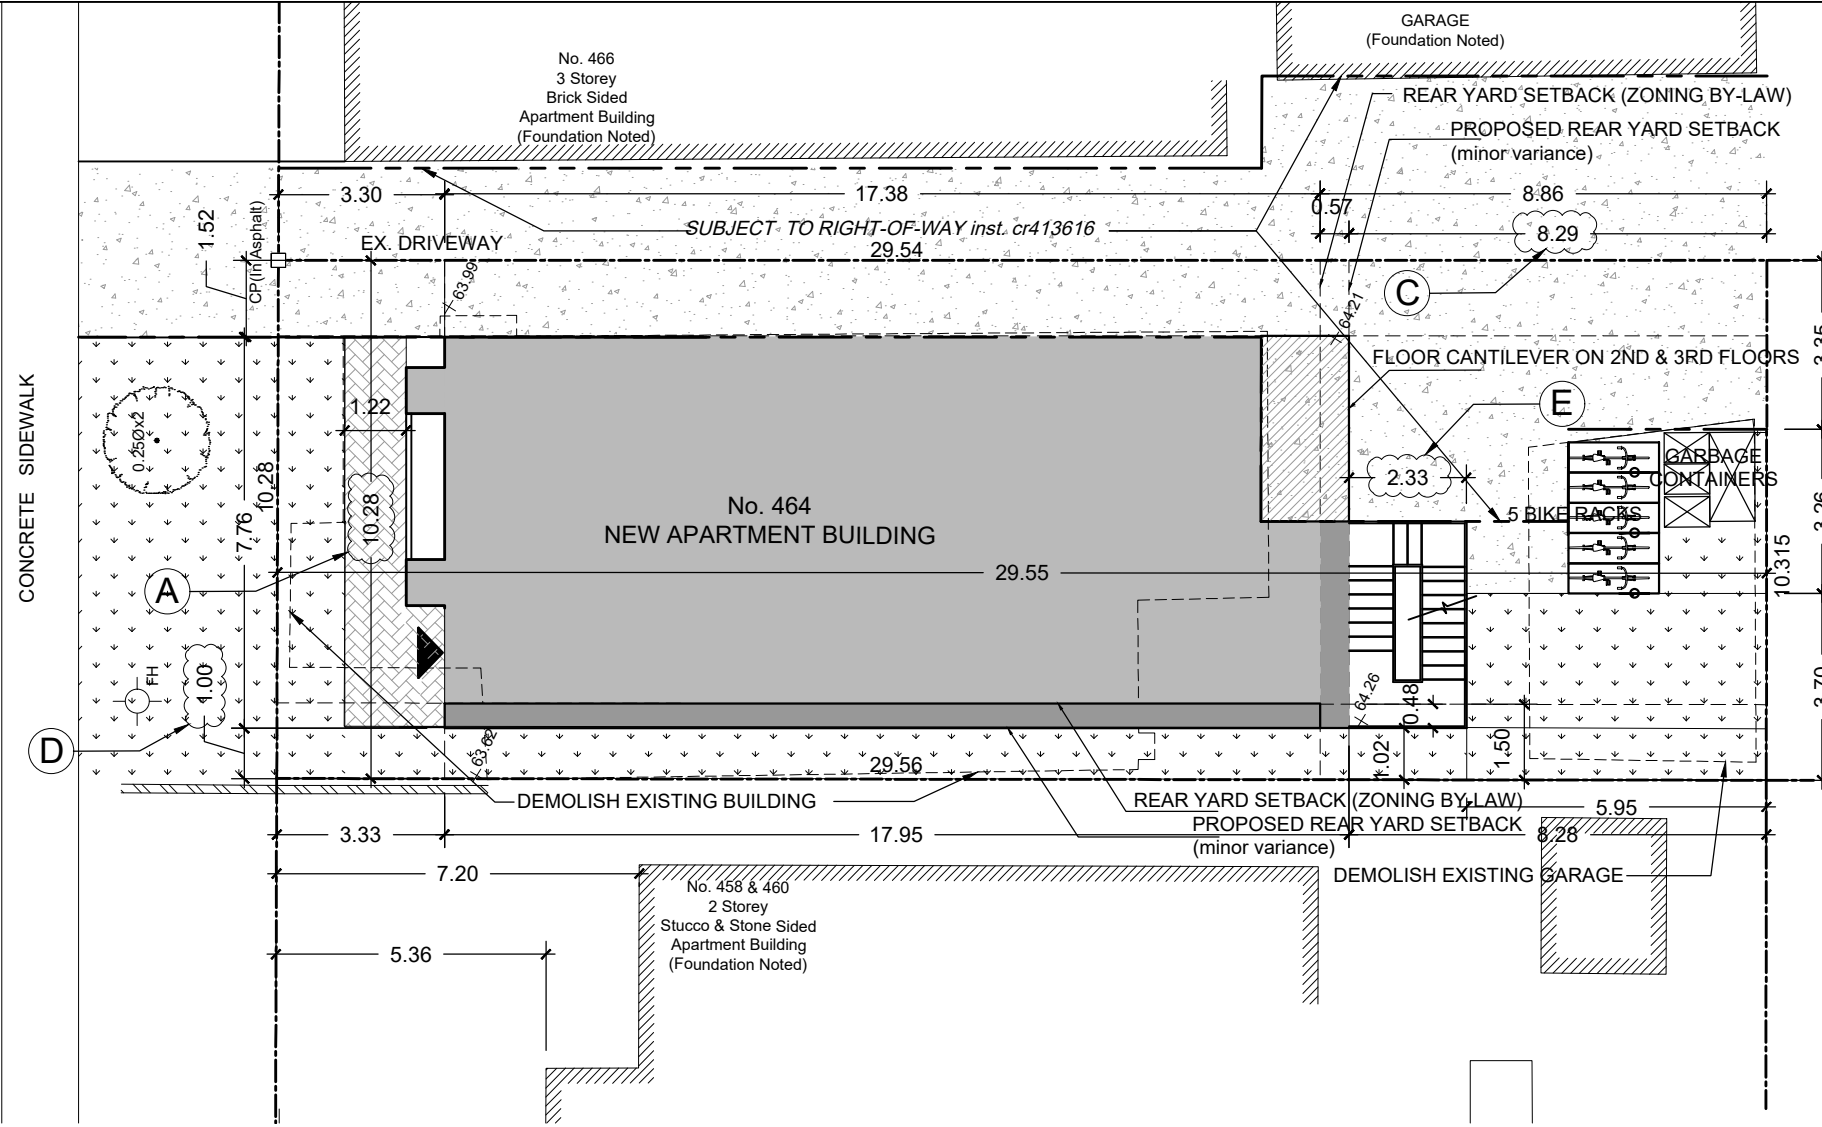 GARAGE
(Foundation Noted)
No. 466
3 Storey
Brick Sided
Apartment Building
(Foundation Noted)
REAR YARD SETBACK (ZONING BY-LAW)
PROPOSED REAR YARD SETBACK
(minor variance)
3.30
17.38
8.86
0.57
8.29
1.52
CP(In Asphalt)
EX. DRIVEWAY
SUBJECT TO RIGHT-OF-WAY inst. cr413616
29.54
63.99
64.21
C
3.35
FLOOR CANTILEVER ON 2ND & 3RD FLOORS
CONCRETE SIDEWALK
0.25Øx2
1.22
E
2.33
GARBAGE
CONTAINERS
5 BIKE RACKS
3.26
7.76
10.28
10.28
No. 464
NEW APARTMENT BUILDING
29.55
10.315
A
FH
1.00
D
64.26
0.48
1.02
1.50
3.70
63.62
29.56
DEMOLISH EXISTING BUILDING
REAR YARD SETBACK (ZONING BY-LAW)
PROPOSED REAR YARD SETBACK
(minor variance)
5.95
3.33
17.95
8.28
7.20
DEMOLISH EXISTING GARAGE
No. 458 & 460
2 Storey
Stucco & Stone Sided
Apartment Building
(Foundation Noted)
5.36